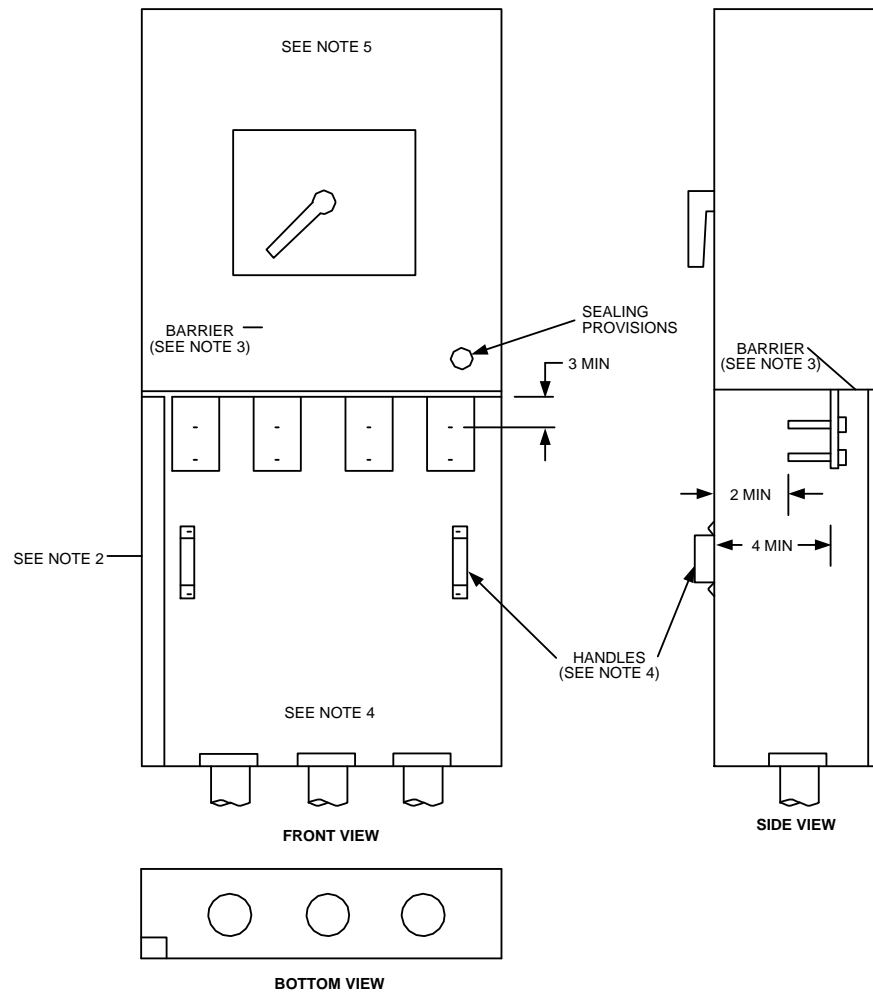 SEE NOTE 5
SEALING
PROVISIONS
BARRIER
(SEE NOTE 3)
3 MIN
BARRIER
(SEE NOTE 3)
2 MIN
SEE NOTE 2
4 MIN
HANDLES
(SEE NOTE 4)
SEE NOTE 4
FRONT VIEW
SIDE VIEW
BOTTOM VIEW